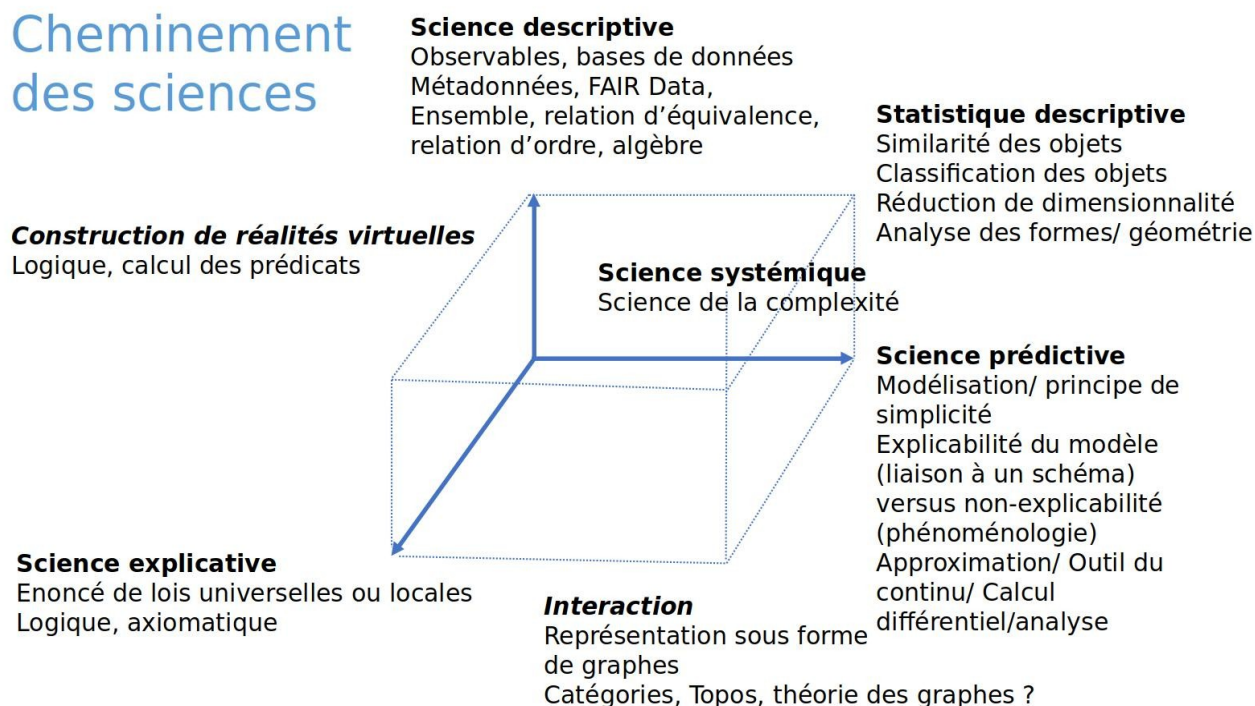 Cheminement
des sciences
Science descriptive
Observables, bases de données
Métadonnées, FAIR Data,
Ensemble, relation d’équivalence,
relation d’ordre, algèbre
Statistique descriptive
Similarité des objets
Classification des objets
Réduction de dimensionnalité
Analyse des formes/ géométrie
Construction de réalités virtuelles
Logique, calcul des prédicats
Science systémique
Science de la complexité
Science prédictive
Modélisation/ principe de
simplicité
Explicabilité du modèle
(liaison à un schéma)
versus non-explicabilité
(phénoménologie)
Approximation/ Outil du
continu/ Calcul
différentiel/analyse
Science explicative
Enoncé de lois universelles ou locales
Logique, axiomatique
Interaction
Représentation sous forme
de graphes
Catégories, Topos, théorie des graphes ?